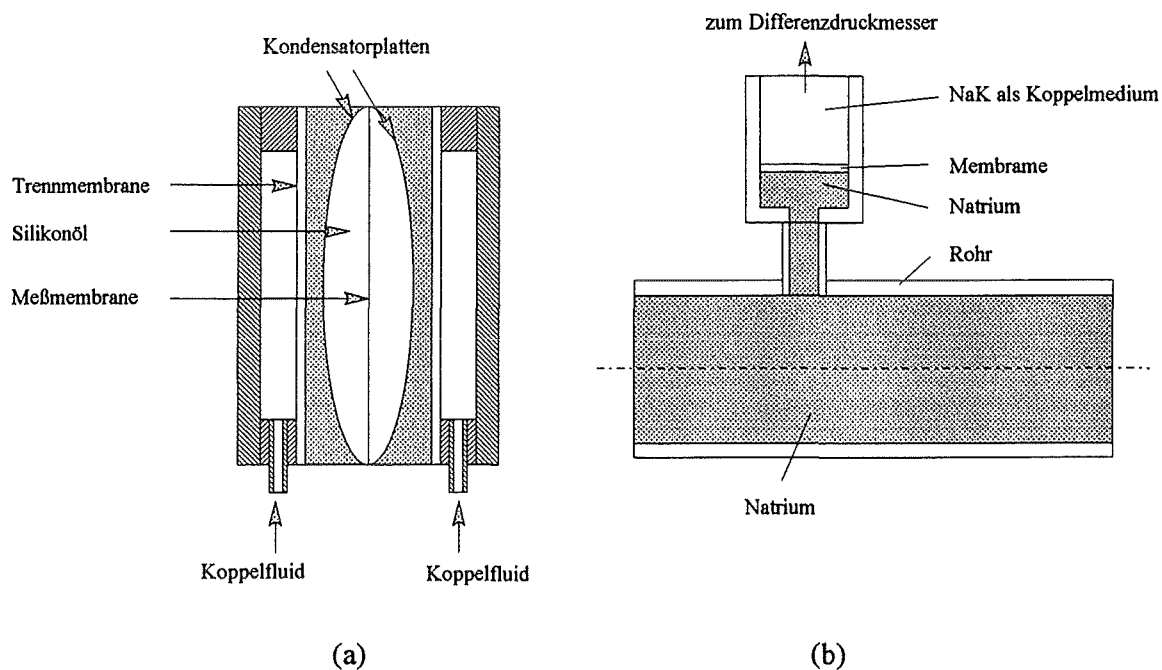 Kondensatorplatten
Trennmembrane
Silikonöl
Meßmembrane
Koppelfluid
Koppelfluid
(a)
zum Differenzdruckmesser
NaK als Koppelmedium
Membrame
Natrium
Rohr
Natrium
(b)